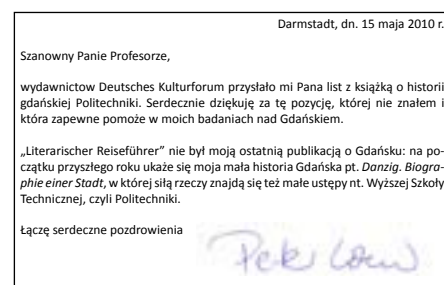 Darmstadt, dn. 15 maja 2010 r.
Szanowny Panie Profesorze,
wydawnictow Deutsches Kulturforum przysłało mi Pana list z książką o historii
gdańskiej Politechniki. Serdecznie dziękuję za tę pozycję, której nie znałem i
która zapewne pomoże w moich badaniach nad Gdańskiem.
„Literarischer Reiseführer” nie był moją ostatnią publikacją o Gdańsku: na po-
czątku przyszłego roku ukaże się moja mała historia Gdańska pt. Danzig. Biogra-
phie einer Stadt, w której siłą rzeczy znajdą się też małe ustępy nt. Wyższej Szkoły
Technicznej, czyli Politechniki.
Łączę serdeczne pozdrowienia
Peter